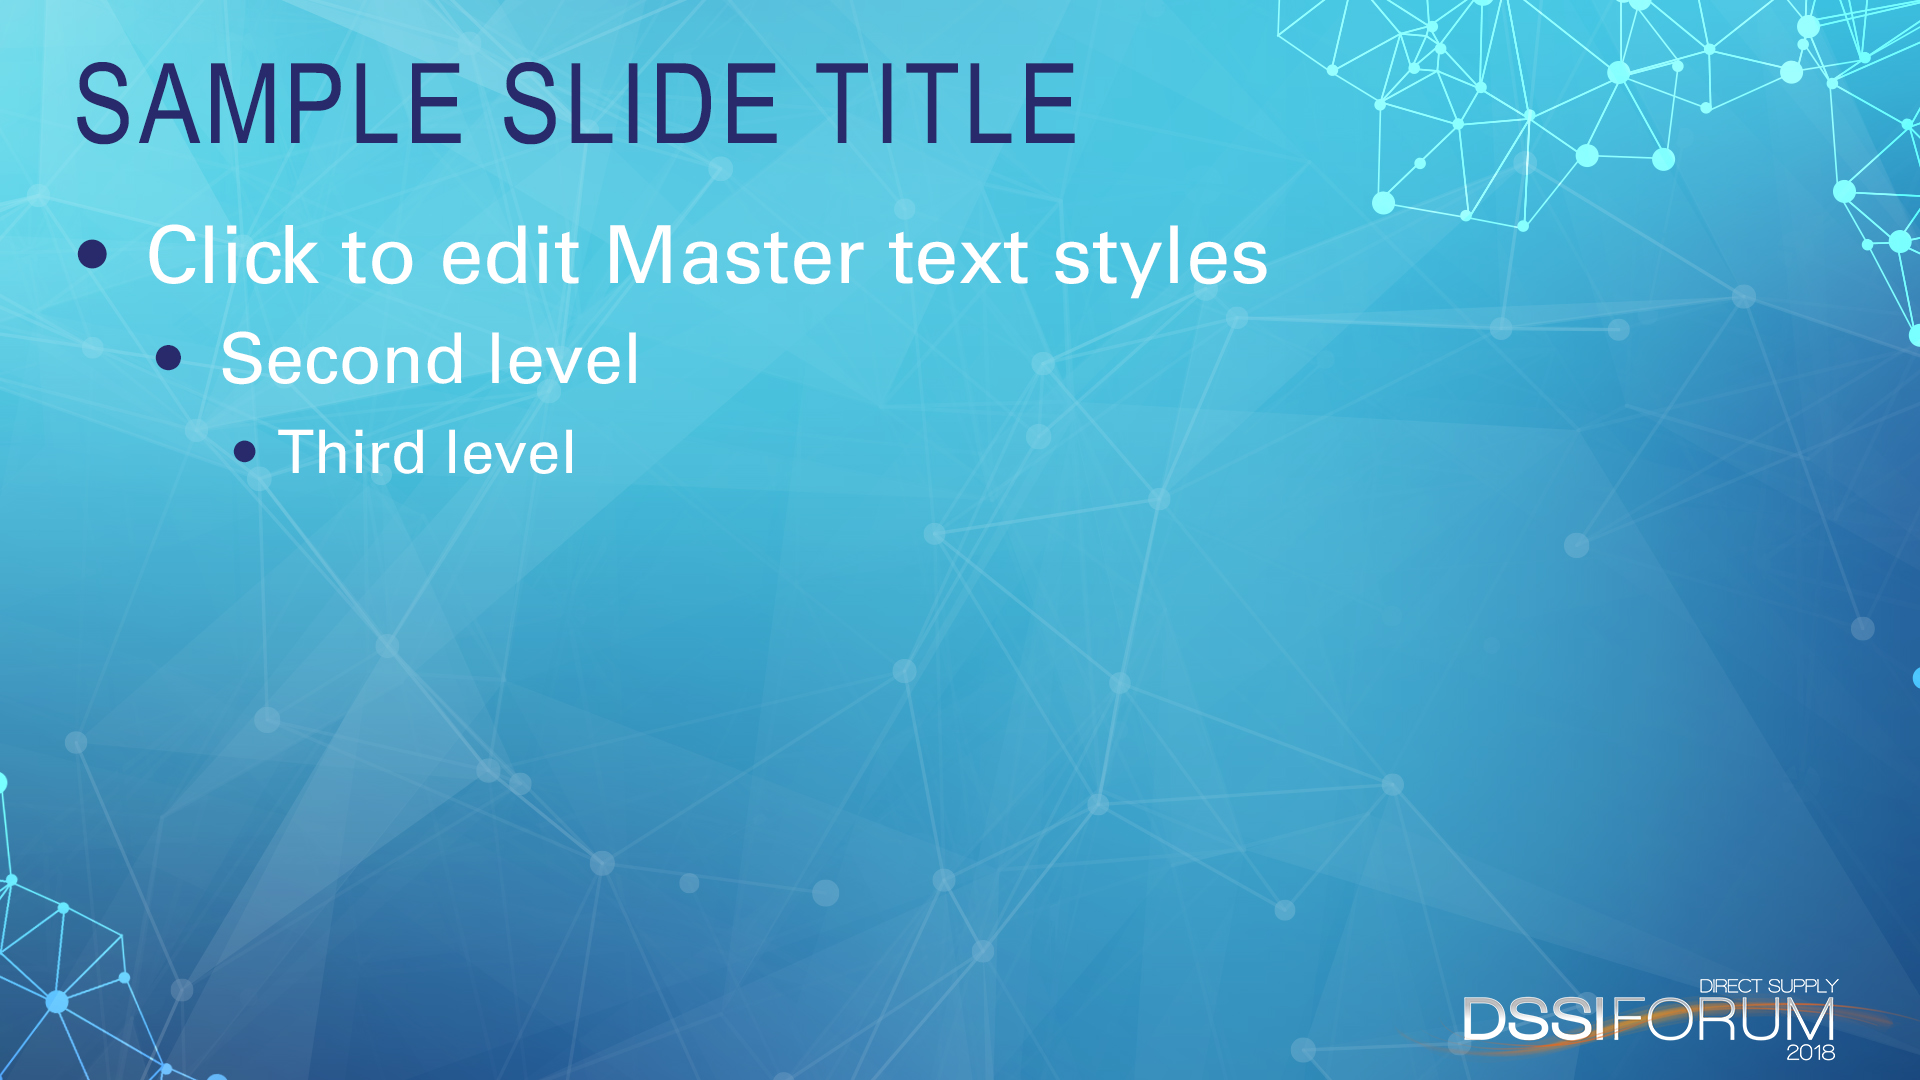 SAMPLE SLIDE TITLE
• Click to edit Master text styles
• Second level
• Third level
DIRECT SUPPLY
DSSIFORUM
2018